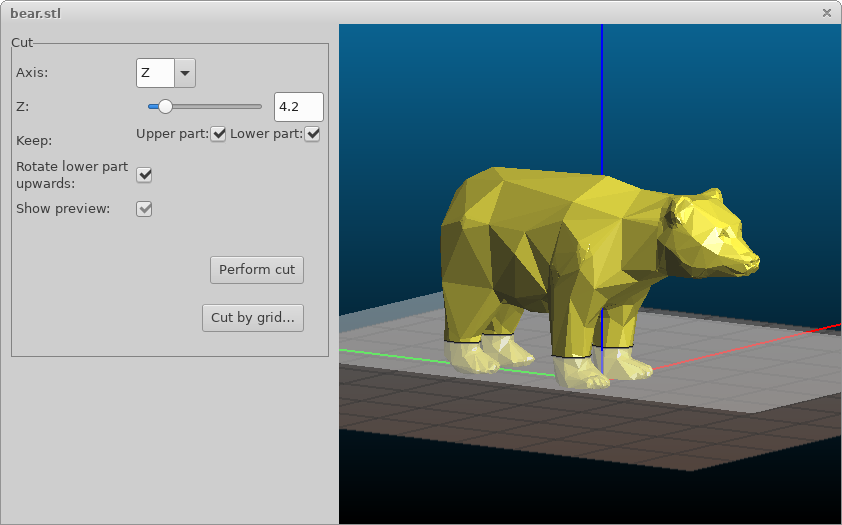 bear.stl
Cut
Axis: Z
Z: 4.2
Keep: Upper part: Lower part:
Rotate lower part
upwards:
Show preview:
Perform cut
Cut by grid...